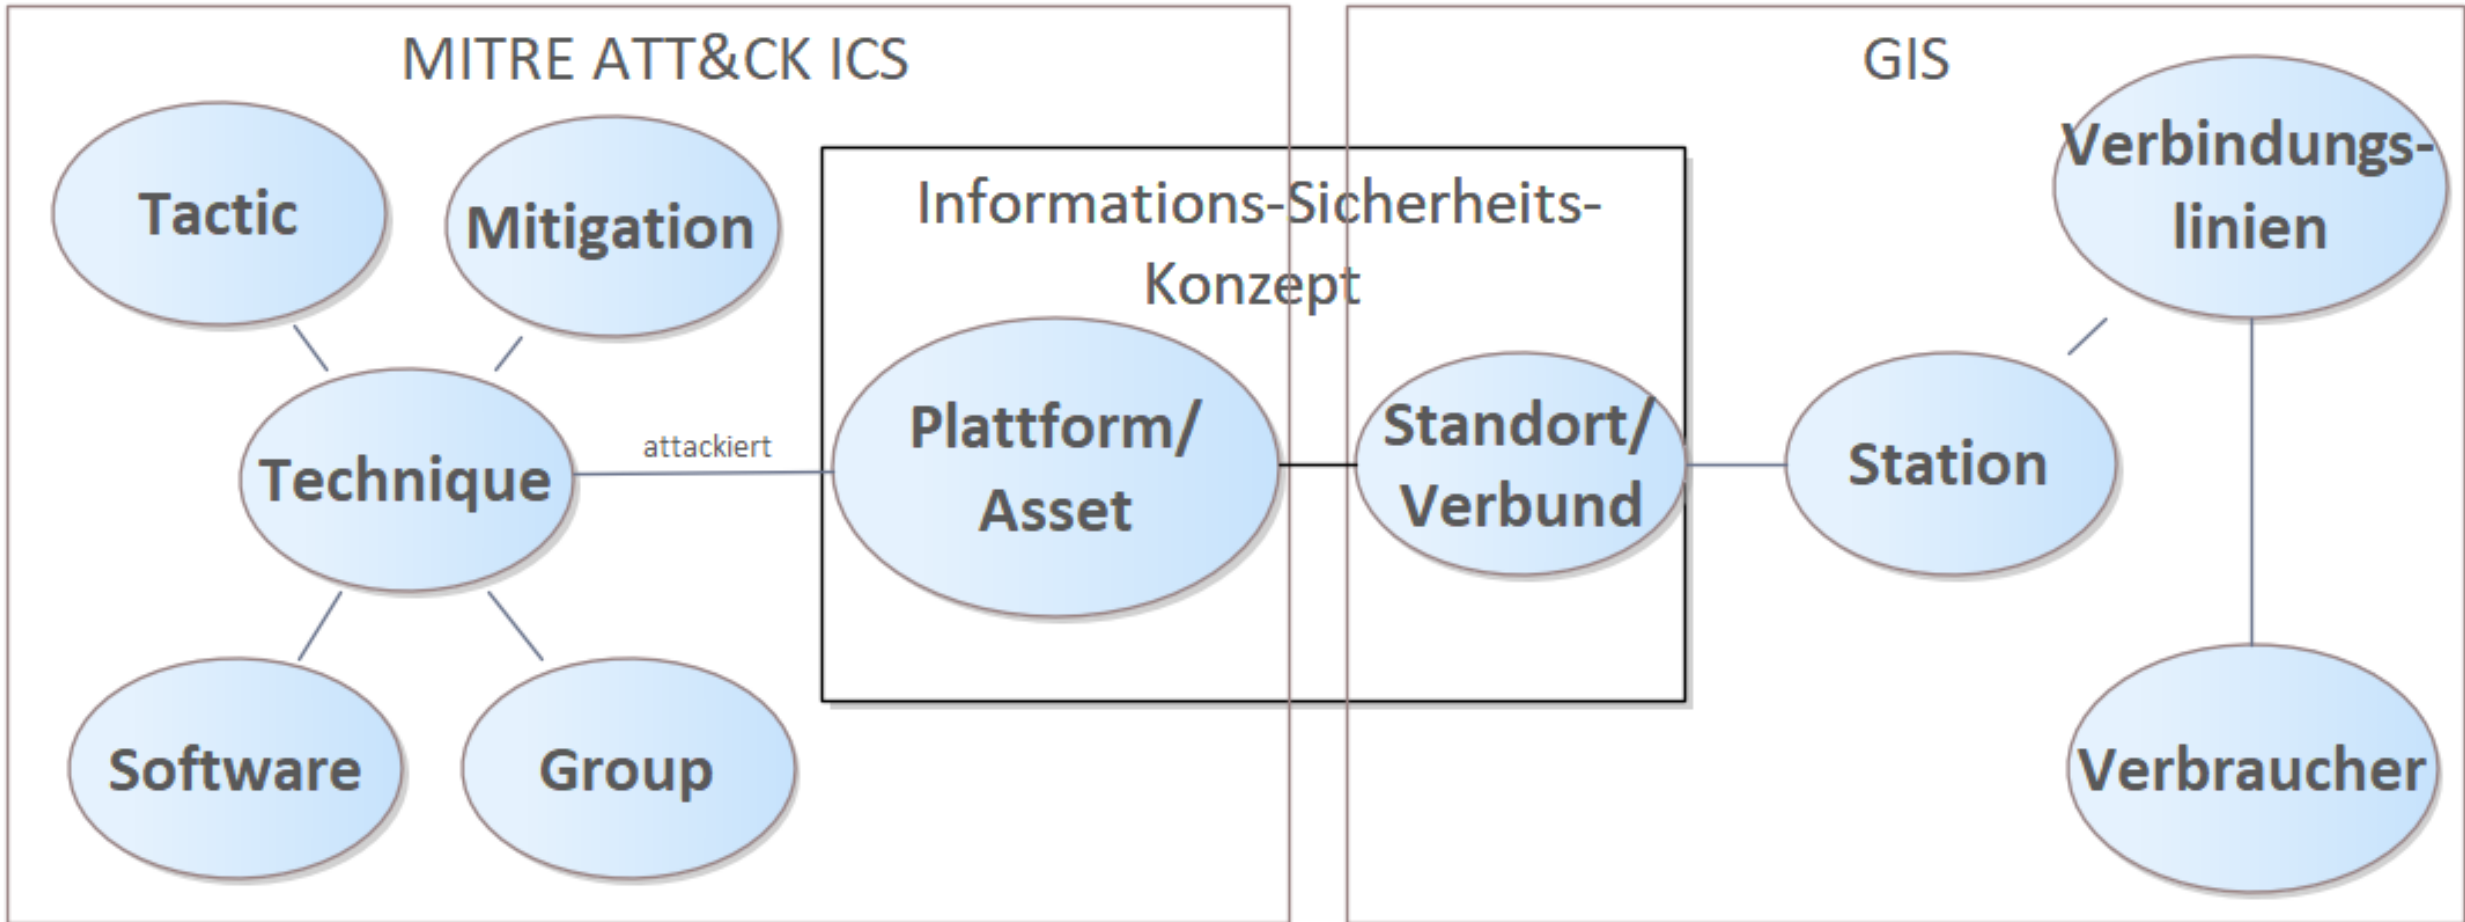 MITRE ATT&CK ICS
Tactic
Mitigation
Technique
attackiert
Software
Group
Informations-Sicherheits-
Konzept
Plattform/
Asset
Standort/
Verbund
GIS
Verbindungs-
linien
Station
Verbraucher